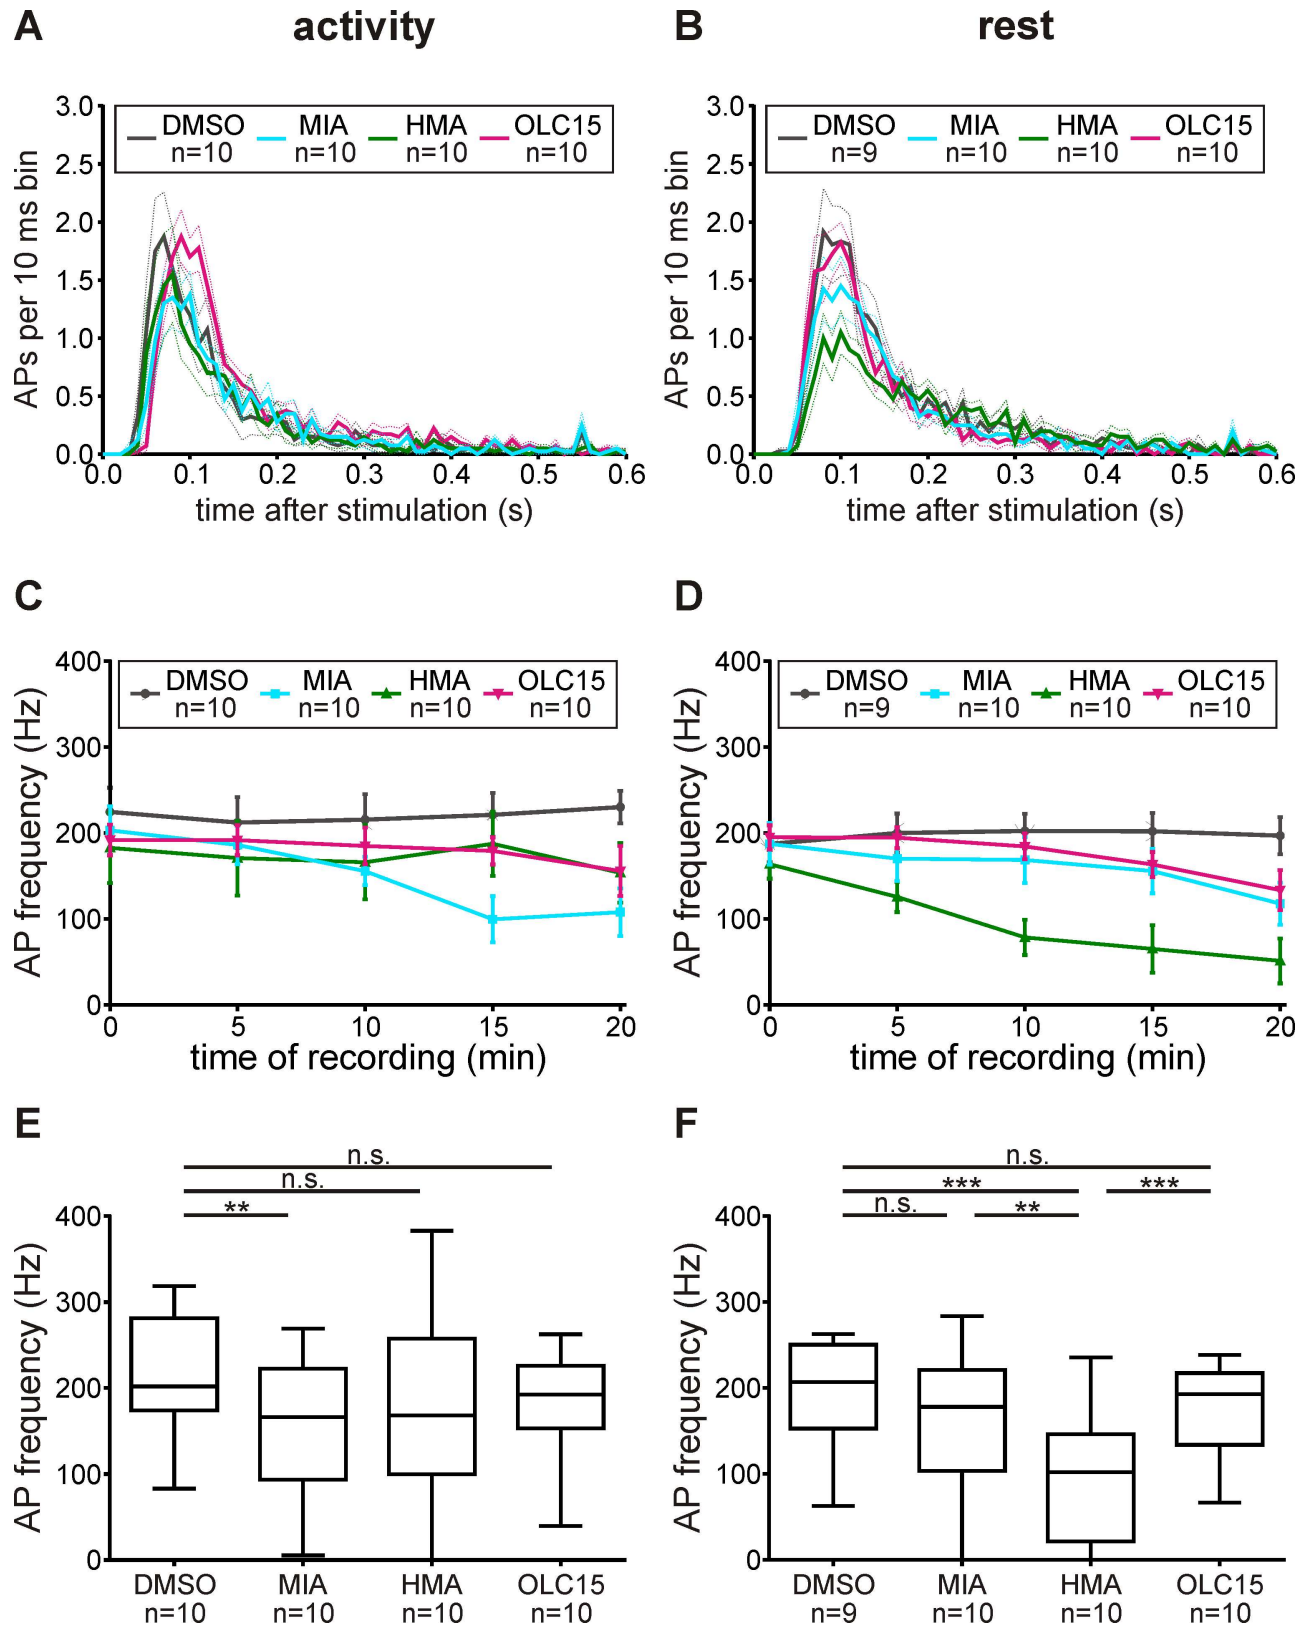 A activity B rest
3.0 DMSO MIA HMA OLC15 3.0 DMSO MIA HMA OLC15
n=10 n=10 n=10 n=10 n=9 n=10 n=10 n=10
2.5 2.5
2.0 2.0
1.5 1.5
1.0 1.0
0.5 0.5
0.0 0.0
APs per 10 ms bin APs per 10 ms bin
0.0 0.1 0.2 0.3 0.4 0.5 0.6 0.0 0.1 0.2 0.3 0.4 0.5 0.6
time after stimulation (s) time after stimulation (s)
C D
400 DMSO MIA HMA OLC15 400 DMSO MIA HMA OLC15
n=10 n=10 n=10 n=10 n=9 n=10 n=10 n=10
300 300
200 200
100 100
0 0
AP frequency (Hz) AP frequency (Hz)
0 5 10 15 20 0 5 10 15 20
time of recording (min) time of recording (min)
E F
n.s. n.s.
n.s. *** ***
** n.s. **
400 400
300 300
200 200
100 100
0 0
AP frequency (Hz) AP frequency (Hz)
DMSO MIA HMA OLC15 DMSO MIA HMA OLC15
n=10 n=10 n=10 n=10 n=9 n=10 n=10 n=10